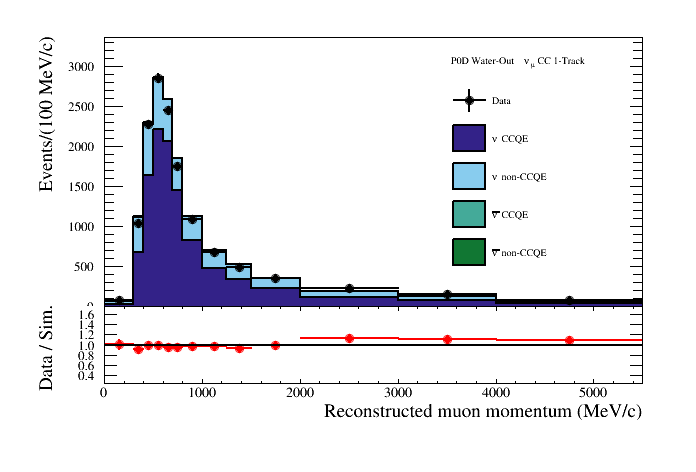 P0D Water-Out ν μ CC 1-Track
Data
ν CCQE
ν non-CCQE
ν̅ CCQE
ν̅ non-CCQE
Events/(100 MeV/c)
3000
2500
2000
1500
1000
500
0
Data / Sim.
1.6
1.4
1.2
1.0
0.8
0.6
0.4
0 1000 2000 3000 4000 5000
Reconstructed muon momentum (MeV/c)